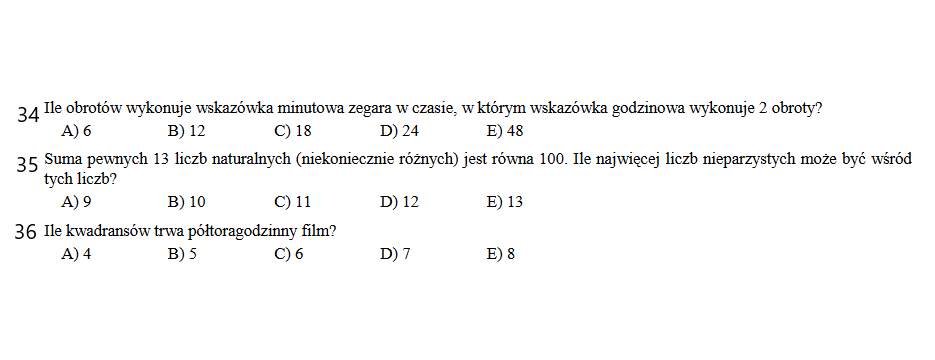 34 Ile obrotów wykonuje wskazówka minutowa zegara w czasie, w którym wskazówka godzinowa wykonuje 2 obroty?
A) 6 B) 12 C) 18 D) 24 E) 48
35 Suma pewnych 13 liczb naturalnych (niekoniecznie różnych) jest równa 100. Ile najwięcej liczb nieparzystych może być wśród
tych liczb?
A) 9 B) 10 C) 11 D) 12 E) 13
36 Ile kwadransów trwa półtoragodzinny film?
A) 4 B) 5 C) 6 D) 7 E) 8